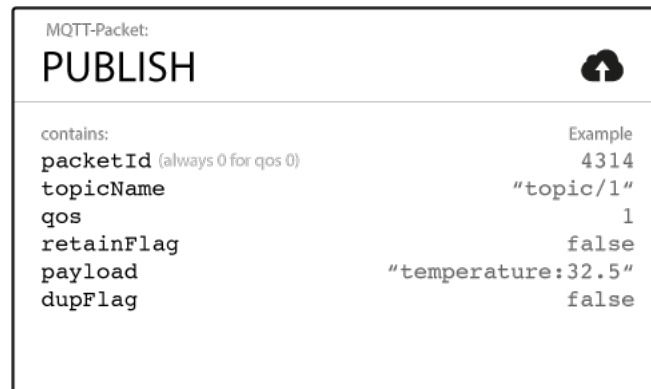 MQTT-Packet:
PUBLISH
contains: Example
packetId (always 0 for qos 0) 4314
topicName “topic/1“
qos 1
retainFlag false
payload “temperature:32.5“
dupFlag false